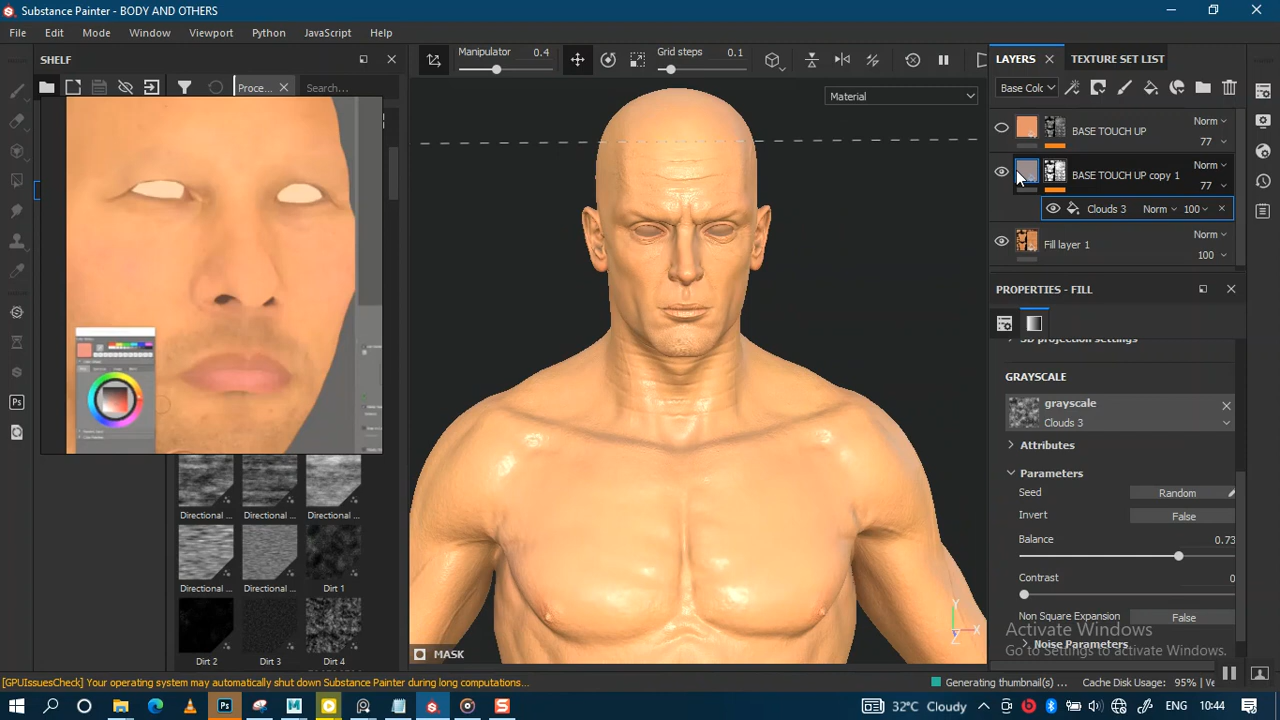 Substance Painter - BODY AND OTHERS
File Edit Mode Window Viewport Python JavaScript Help
SHELF
Proce... Search...
Directional ... Directional ... Directional ...
Directional ... Directional ... Dirt 1
Dirt 2 Dirt 3 Dirt 4
Manipulator 0.4
Grid steps 0.1
Material
MASK
LAYERS TEXTURE SET LIST
Base Colc
BASE TOUCH UP Norm 77
BASE TOUCH UP copy 1 Norm 77
Clouds 3 Norm 100
Fill layer 1 Norm 100
PROPERTIES - FILL
3D projection settings
GRAYSCALE
grayscale
Clouds 3
Attributes
Parameters
Seed Random
Invert False
Balance 0.73
Contrast 0
Non Square Expansion False
Noise Parameters
Activate Windows
Go to Settings to activate Windows.
[GPUIssuesCheck] Your operating system may automatically shut down Substance Painter during long computations...
Generating thumbnail(s) ... Cache Disk Usage: 95% | Ve
32°C Cloudy ENG 10:44